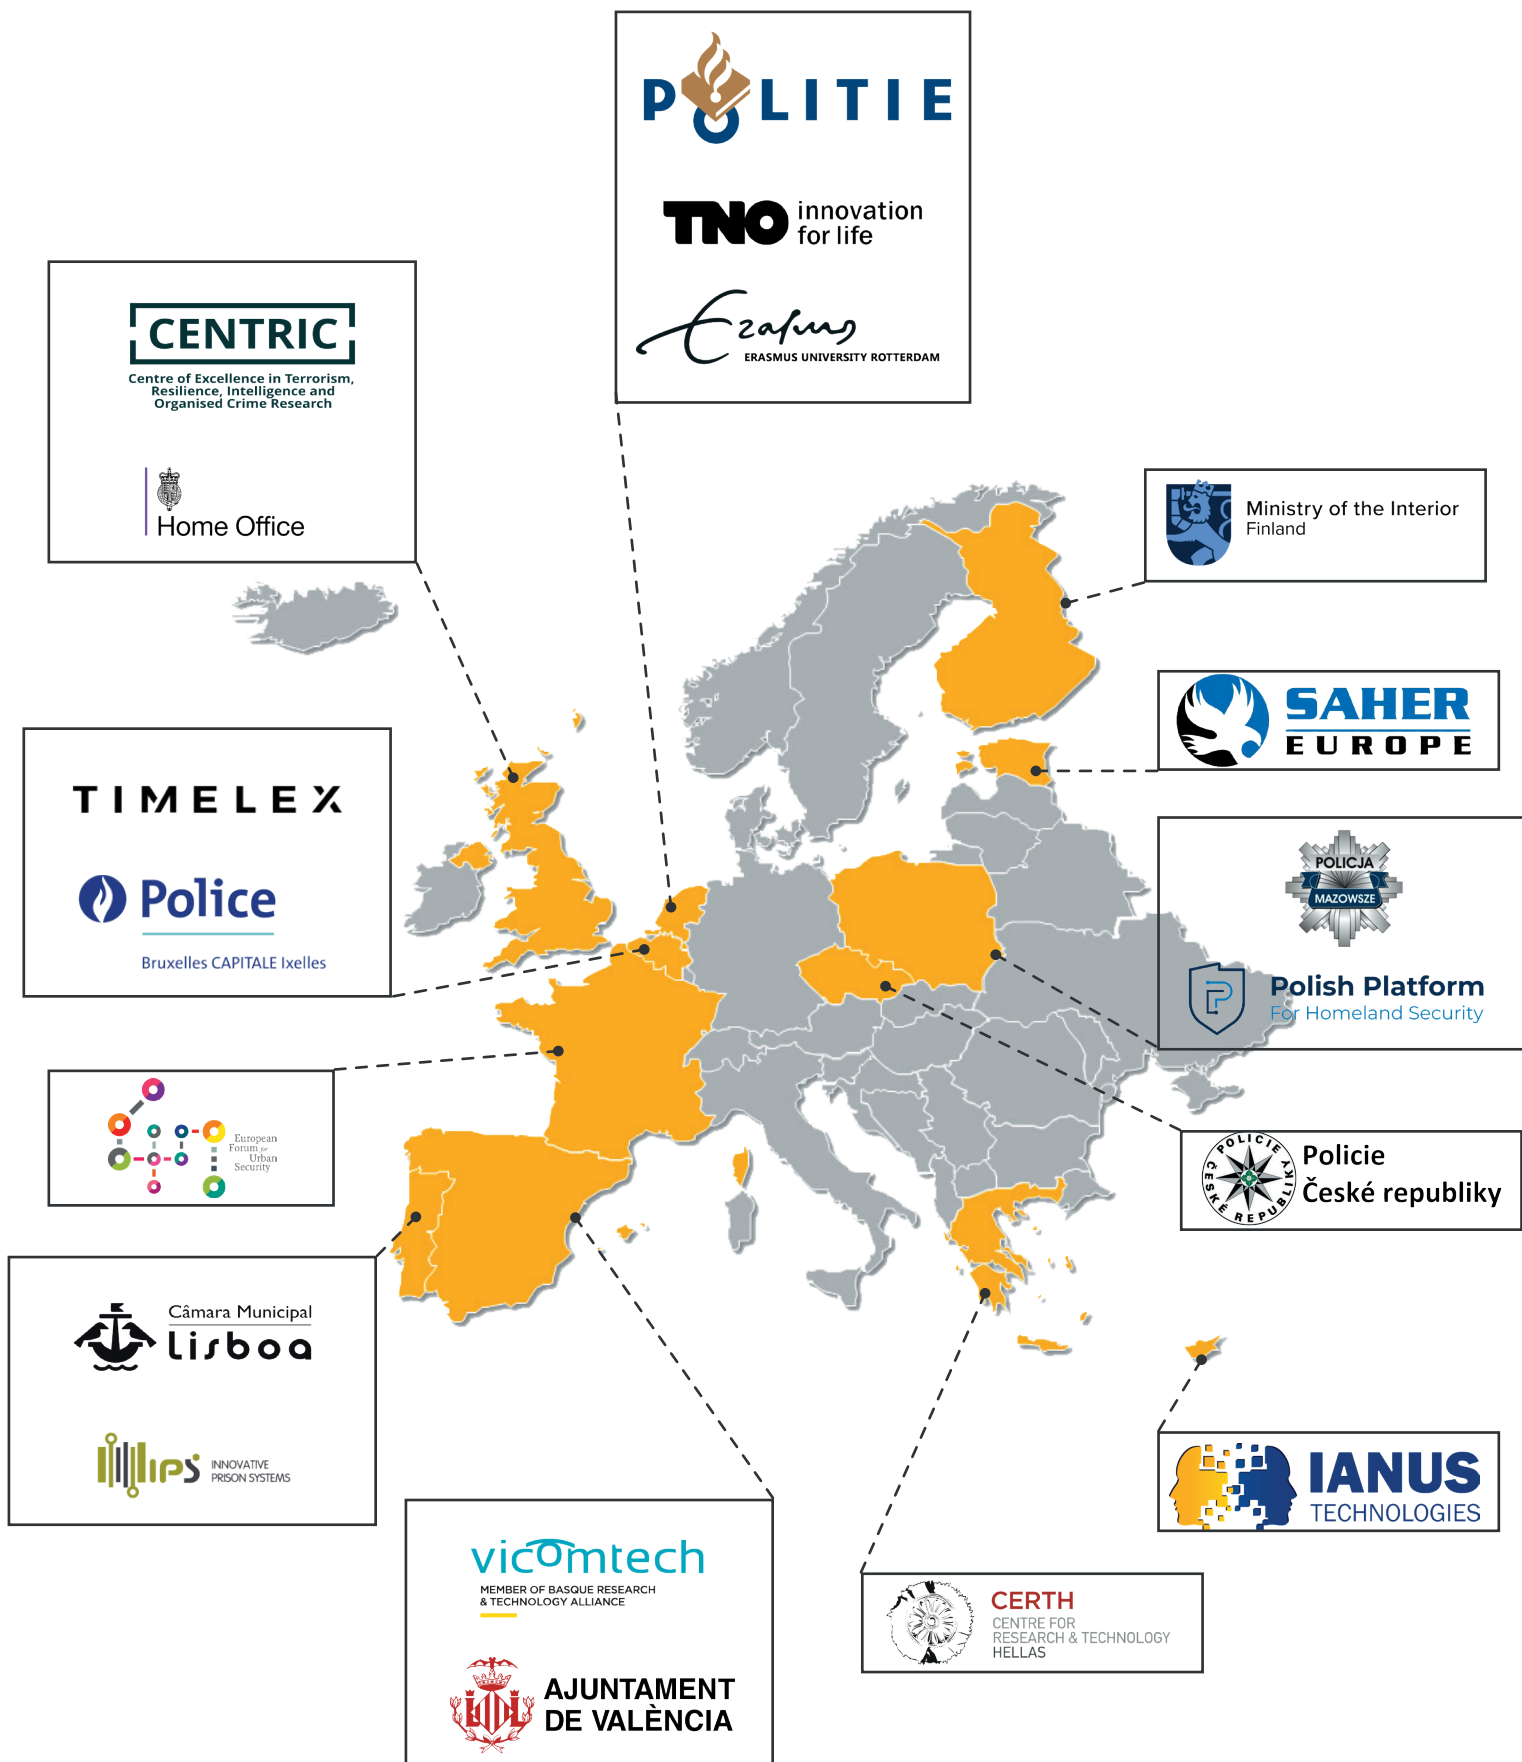 POLITIE
TNO innovation
for life
Erasmus
ERASMUS UNIVERSITY ROTTERDAM
CENTRIC
Centre of Excellence in Terrorism,
Resilience, Intelligence and
Organised Crime Research
Home Office
Ministry of the Interior
Finland
SAHER
EUROPE
TIMELEX
Police
Bruxelles CAPITALE Ixelles
POLICJA
MAZOWSZE
Polish Platform
For Homeland Security
European
Forum for
Urban
Security
POLICIE
ČESKÉ REPUBLIKY
Policie
České republiky
Câmara Municipal
Lisboa
IPS INNOVATIVE
PRISON SYSTEMS
IANUS
TECHNOLOGIES
vicomtech
MEMBER OF BASQUE RESEARCH
& TECHNOLOGY ALLIANCE
AJUNTAMENT
DE VALÈNCIA
CERTH
CENTRE FOR
RESEARCH & TECHNOLOGY
HELLAS